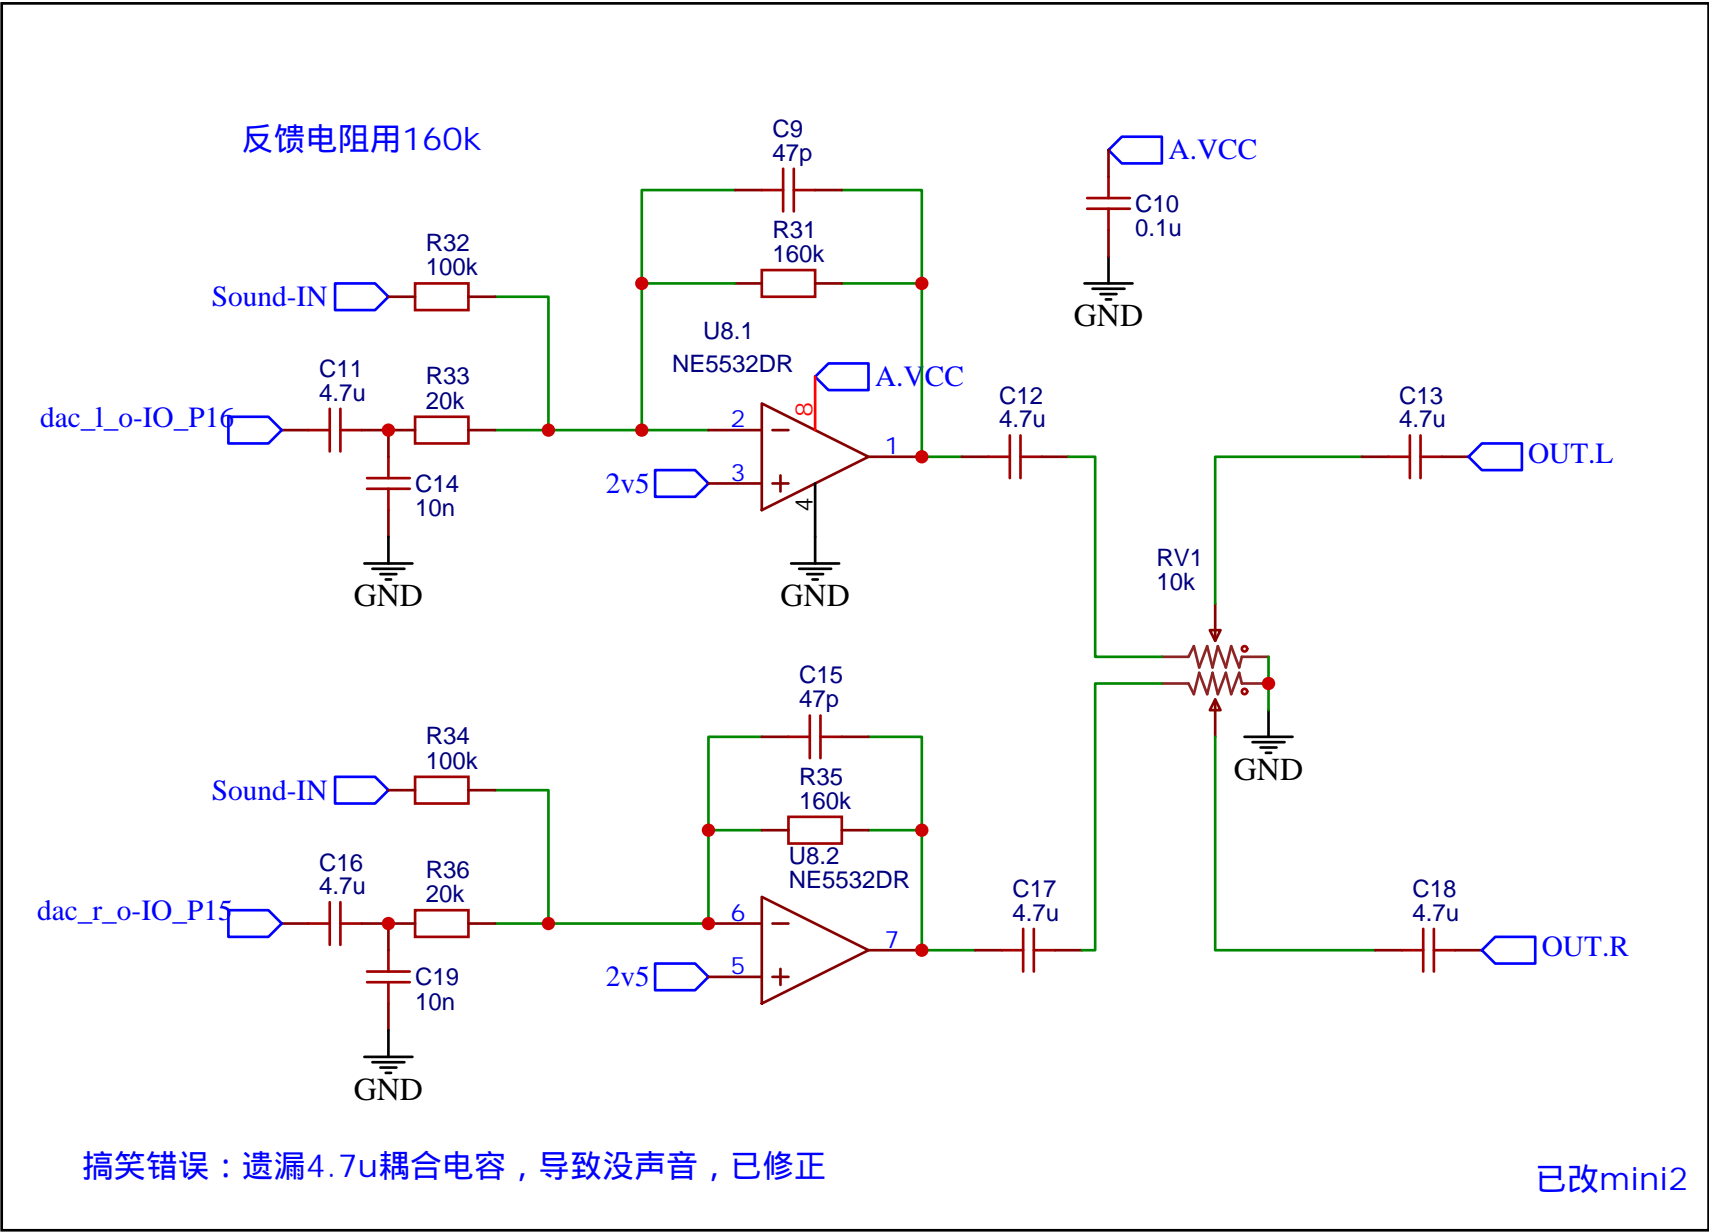 反馈电阻用160k
C9
47p
A.VCC
C10
0.1u
GND
R31
160k
R32
100k
Sound-IN
U8.1
NE5532DR
A.VCC
8
C11
4.7u
R33
20k
dac_l_o-IO_P16
2
1
2v5
3
4
C12
4.7u
C13
4.7u
OUT.L
C14
10n
GND
GND
RV1
10k
C15
47p
GND
R34
100k
Sound-IN
R35
160k
U8.2
NE5532DR
C16
4.7u
R36
20k
dac_r_o-IO_P15
6
7
2v5
5
C17
4.7u
C18
4.7u
OUT.R
C19
10n
GND
搞笑错误：遗漏4.7u耦合电容，导致没声音，已修正
已改mini2